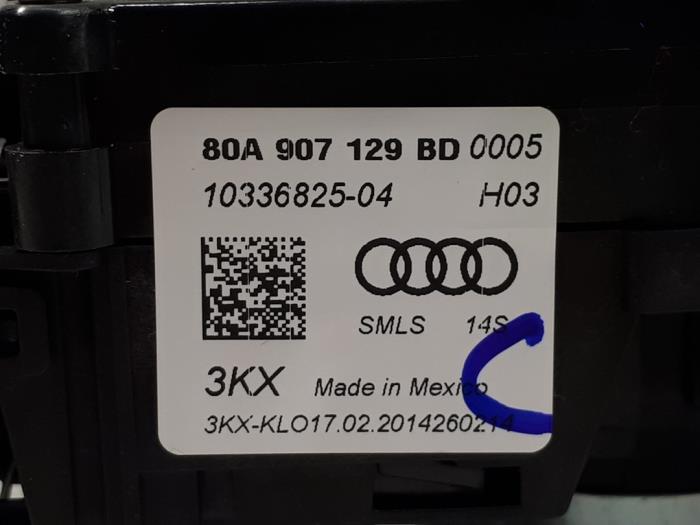 80A 907 129 BD 0005
10336825-04 H03
SMLS 14S
3KX Made in Mexico
3KX-KLO17.02.2014260214